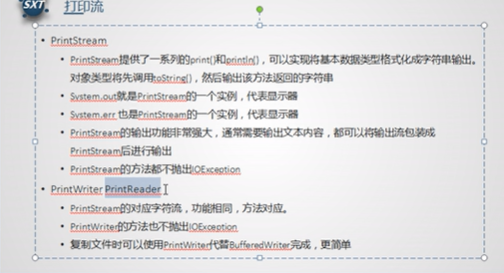 SXT
打印流
• PrintStream
• PrintStream提供了一系列的print()和println()，可以实现将基本数据类型格式化成字符串输出。
对象类型将先调用toString()，然后输出该方法返回的字符串
• System.out就是PrintStream的一个实例，代表显示器
• System.err 也是PrintStream的一个实例，代表显示器
• PrintStream的输出功能非常强大，通常需要输出文本内容，都可以将输出流包装成
PrintStream后进行输出
• PrintStream的方法都不抛出IOException
• PrintWriter PrintReader
• PrintStream的对应字符流，功能相同，方法对应。
• PrintWriter的方法也不抛出IOException
• 复制文件时可以使用PrintWriter代替BufferedWriter完成，更简单